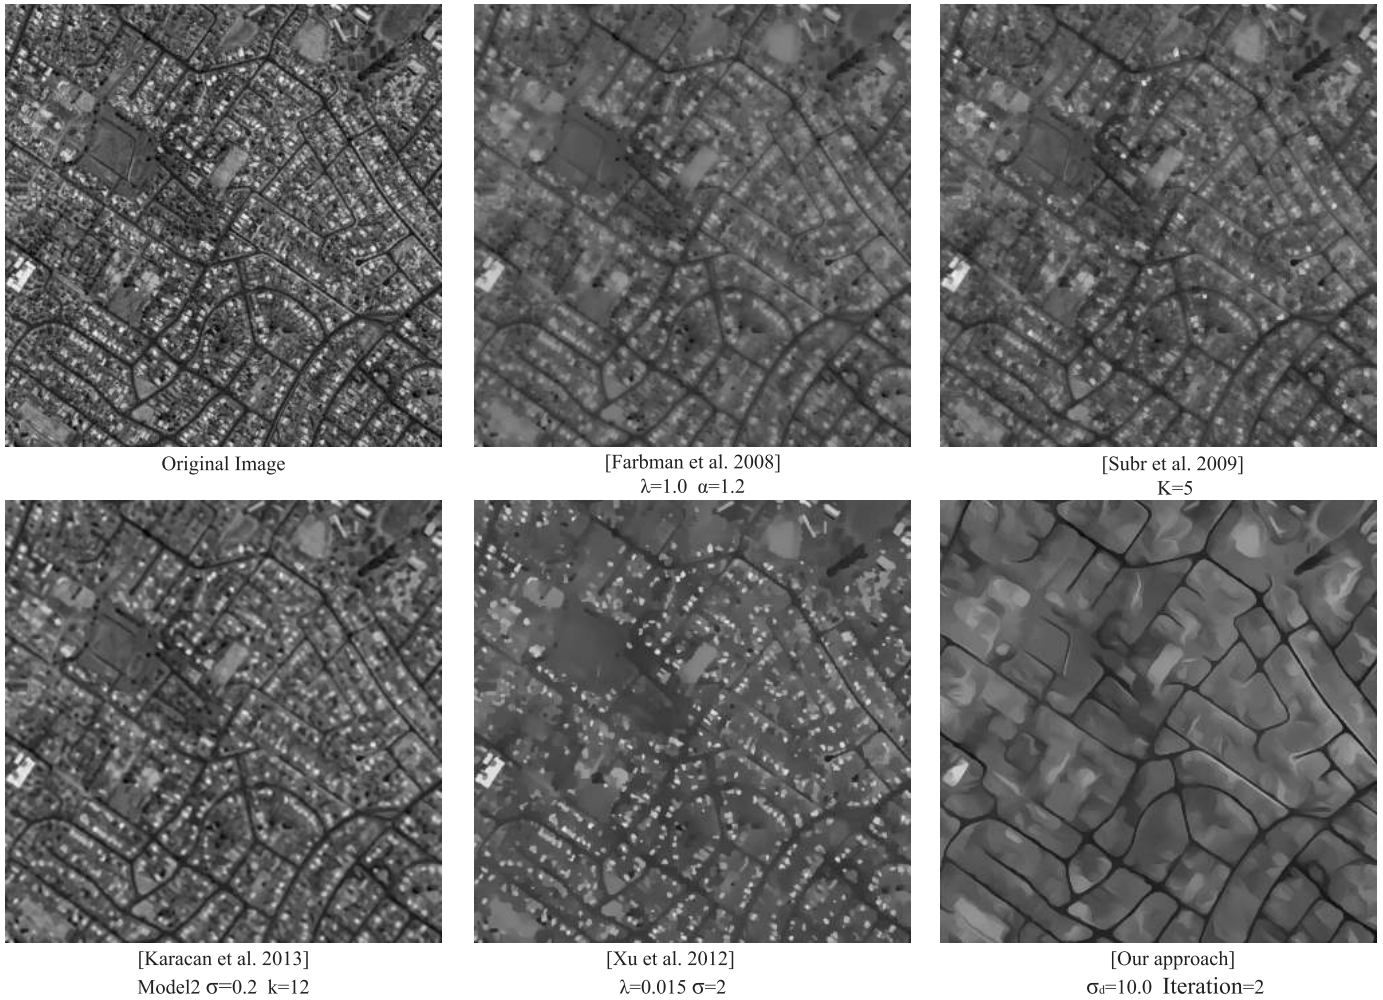 Original Image
[Farbman et al. 2008]
λ=1.0 α=1.2
[Subr et al. 2009]
K=5
[Karacan et al. 2013]
Model2 σ=0.2 k=12
[Xu et al. 2012]
λ=0.015 σ=2
[Our approach]
σd=10.0 Iteration=2